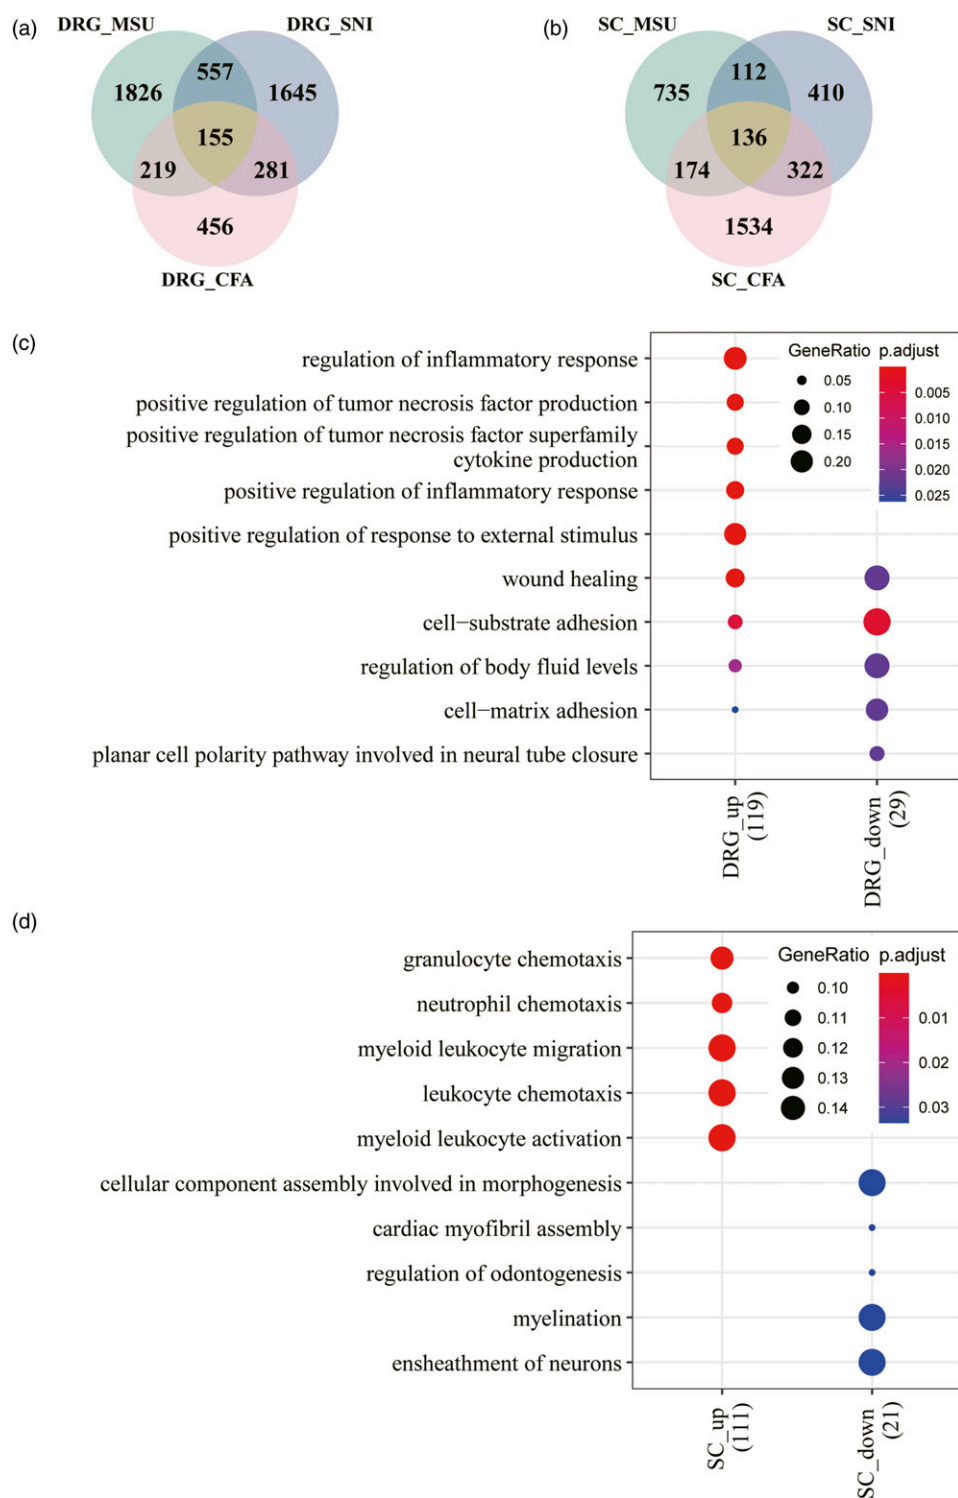 (a)
DRG_MSU
DRG_SNI
1826
557
1645
155
219
281
456
DRG_CFA
(b)
SC_MSU
SC_SNI
735
112
410
136
174
322
1534
SC_CFA
(c)
regulation of inflammatory response
positive regulation of tumor necrosis factor production
positive regulation of tumor necrosis factor superfamily
cytokine production
positive regulation of inflammatory response
positive regulation of response to external stimulus
wound healing
cell−substrate adhesion
regulation of body fluid levels
cell−matrix adhesion
planar cell polarity pathway involved in neural tube closure
GeneRatio
0.05
0.10
0.15
0.20
p.adjust
0.005
0.010
0.015
0.020
0.025
DRG_up
(119)
DRG_down
(29)
(d)
granulocyte chemotaxis
neutrophil chemotaxis
myeloid leukocyte migration
leukocyte chemotaxis
myeloid leukocyte activation
cellular component assembly involved in morphogenesis
cardiac myofibril assembly
regulation of odontogenesis
myelination
ensheathment of neurons
GeneRatio
0.10
0.11
0.12
0.13
0.14
p.adjust
0.01
0.02
0.03
SC_up
(111)
SC_down
(21)